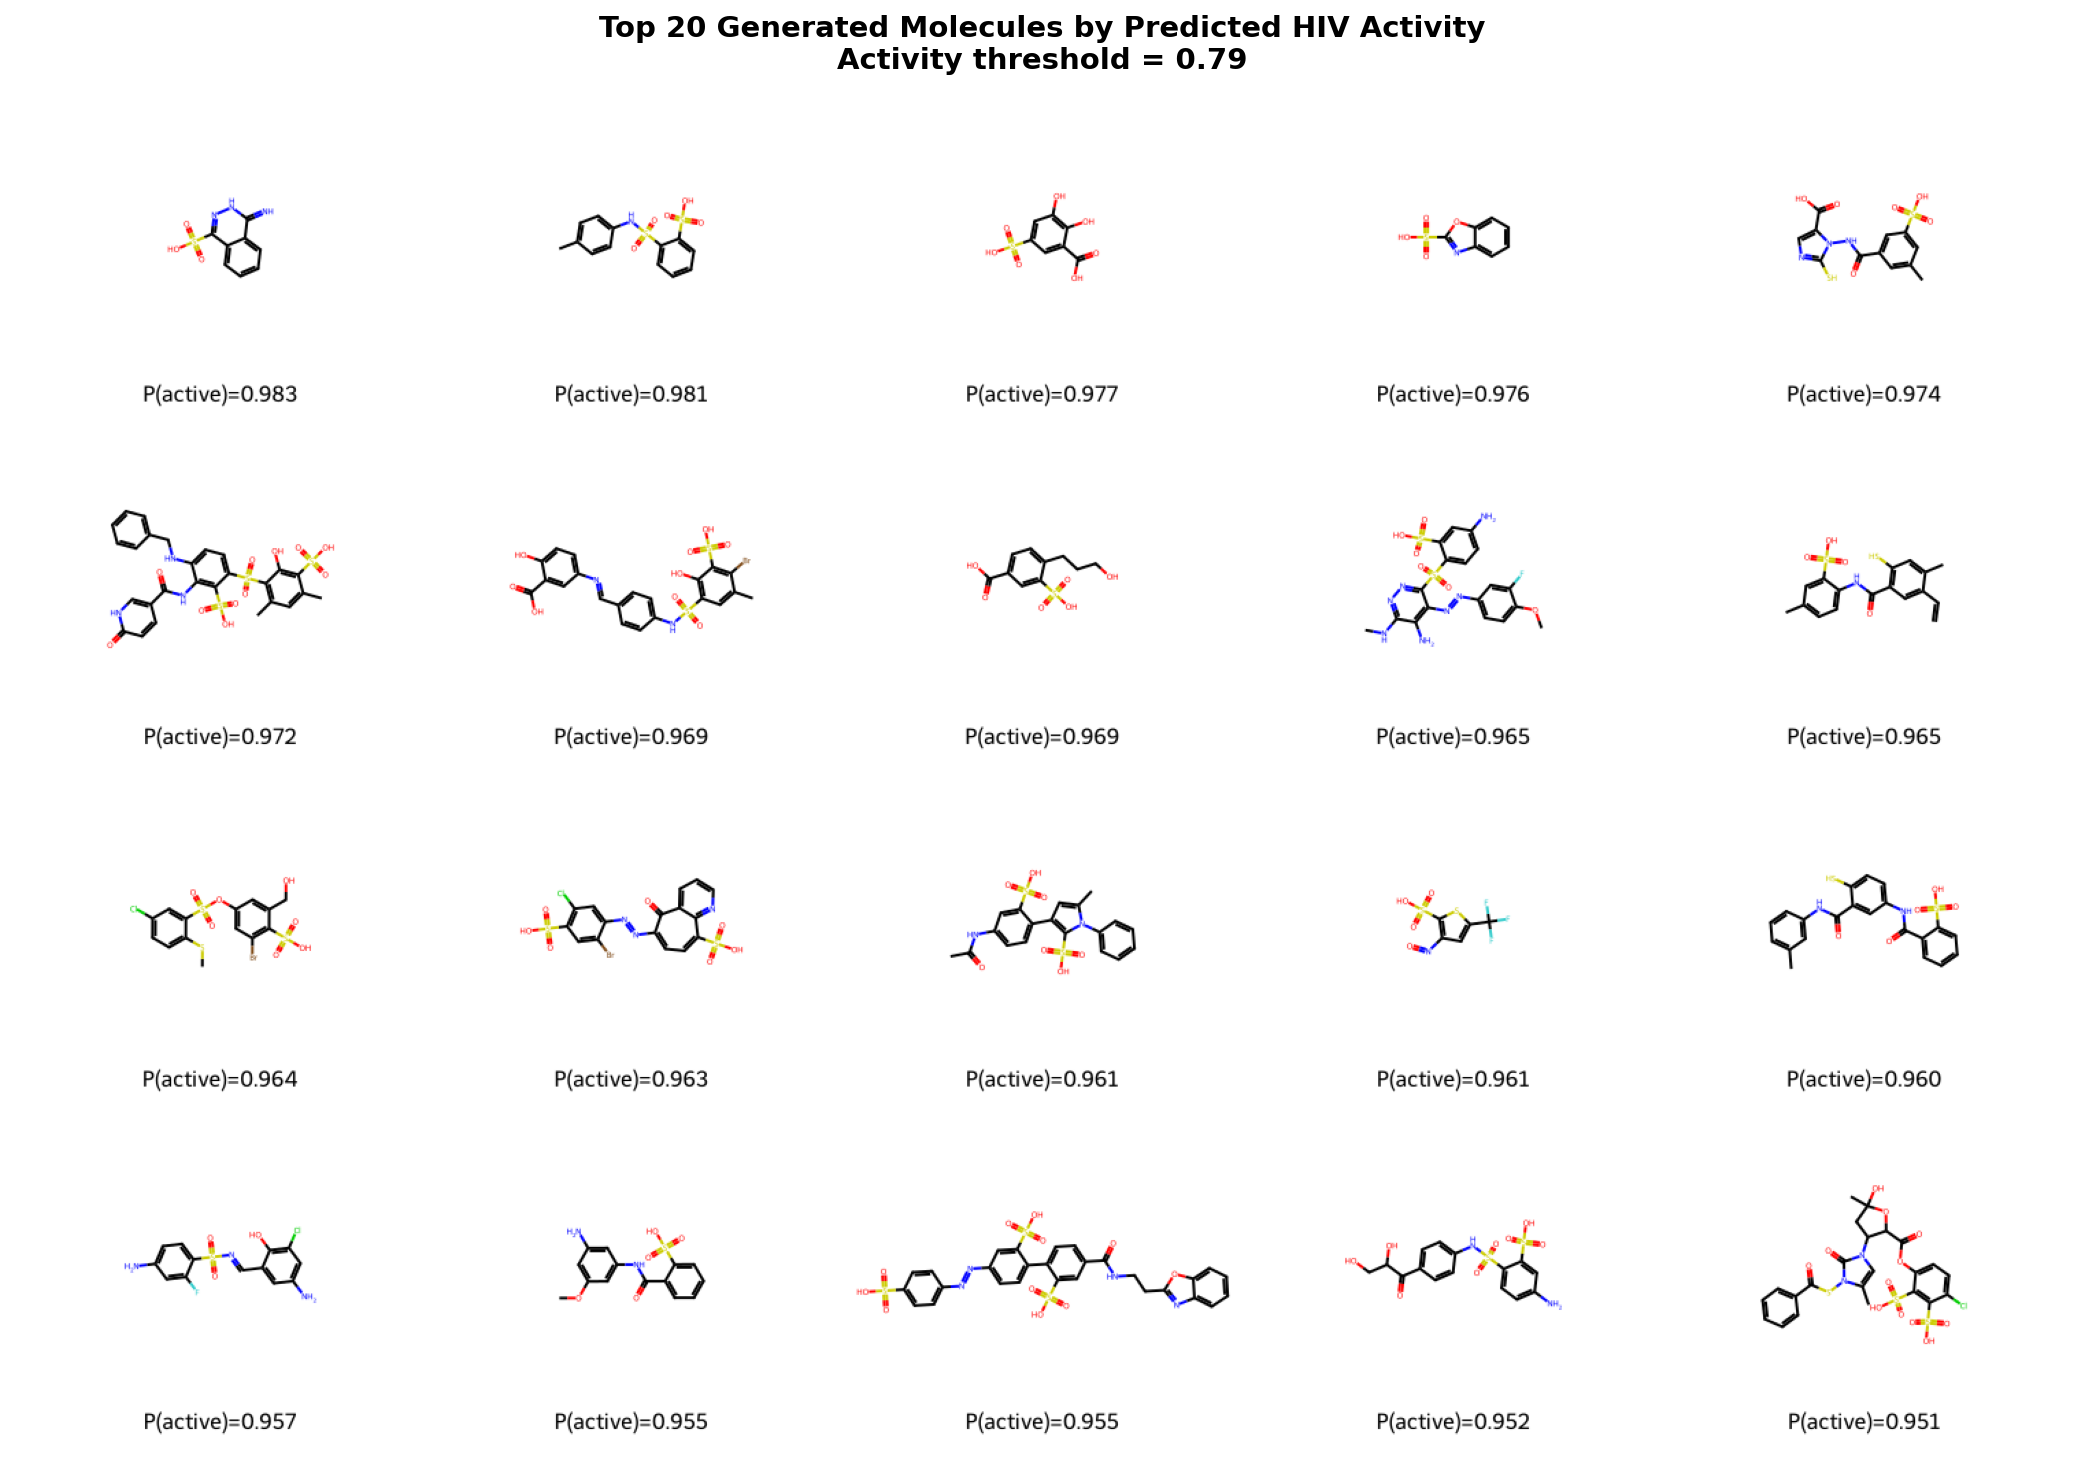 Top 20 Generated Molecules by Predicted HIV Activity
Activity threshold = 0.79
P(active)=0.983
P(active)=0.981
P(active)=0.977
P(active)=0.976
P(active)=0.974
P(active)=0.972
P(active)=0.969
P(active)=0.969
P(active)=0.965
P(active)=0.965
P(active)=0.964
P(active)=0.963
P(active)=0.961
P(active)=0.961
P(active)=0.960
P(active)=0.957
P(active)=0.955
P(active)=0.955
P(active)=0.952
P(active)=0.951